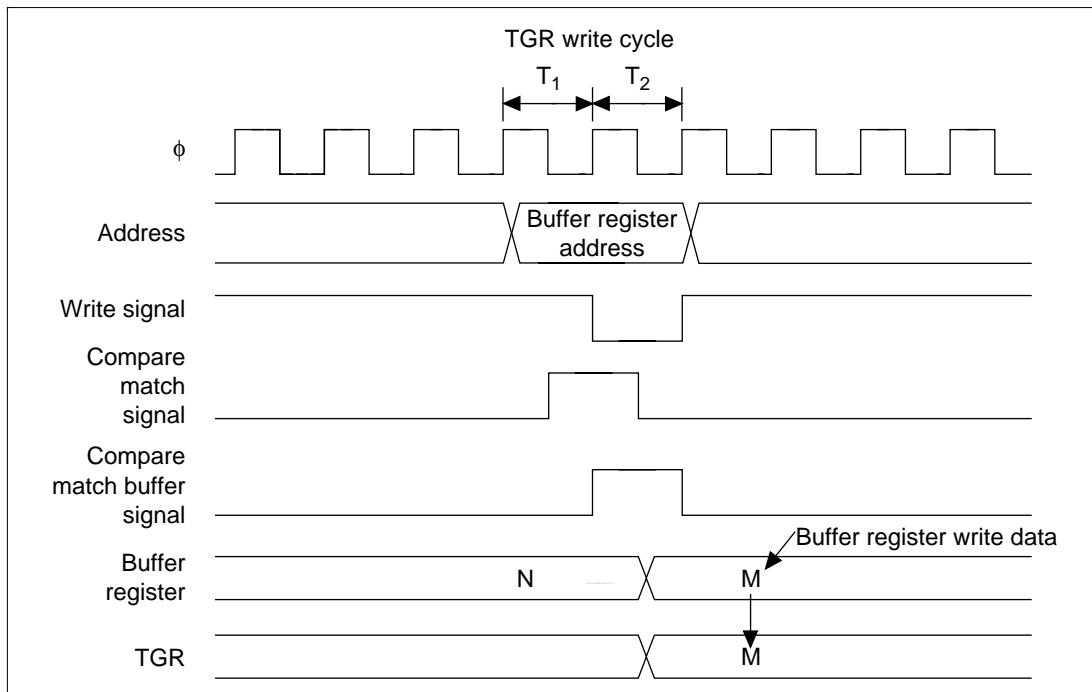 TGR write cycle
T1 T2
ϕ
Address
Buffer register
address
Write signal
Compare
match
signal
Compare
match buffer
signal
Buffer register write data
Buffer
register
N M
TGR
M